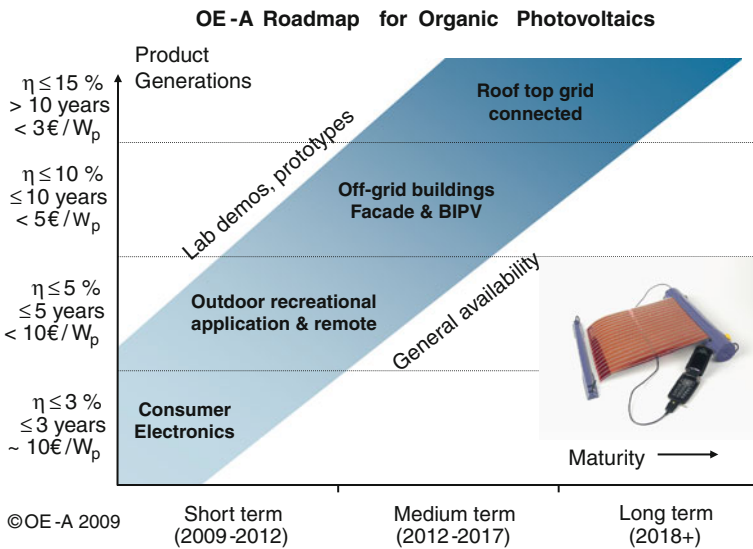 OE-A Roadmap for Organic Photovoltaics
Product
Generations
η ≤ 15 %
> 10 years
< 3€/Wp
Roof top grid
connected
Lab demos, prototypes
η ≤ 10 %
≤ 10 years
< 5€/Wp
Off-grid buildings
Facade & BIPV
η ≤ 5 %
≤ 5 years
< 10€/Wp
Outdoor recreational
application & remote
General availability
η ≤ 3 %
≤ 3 years
~ 10€/Wp
Consumer
Electronics
Maturity
©OE-A 2009
Short term
(2009-2012)
Medium term
(2012-2017)
Long term
(2018+)